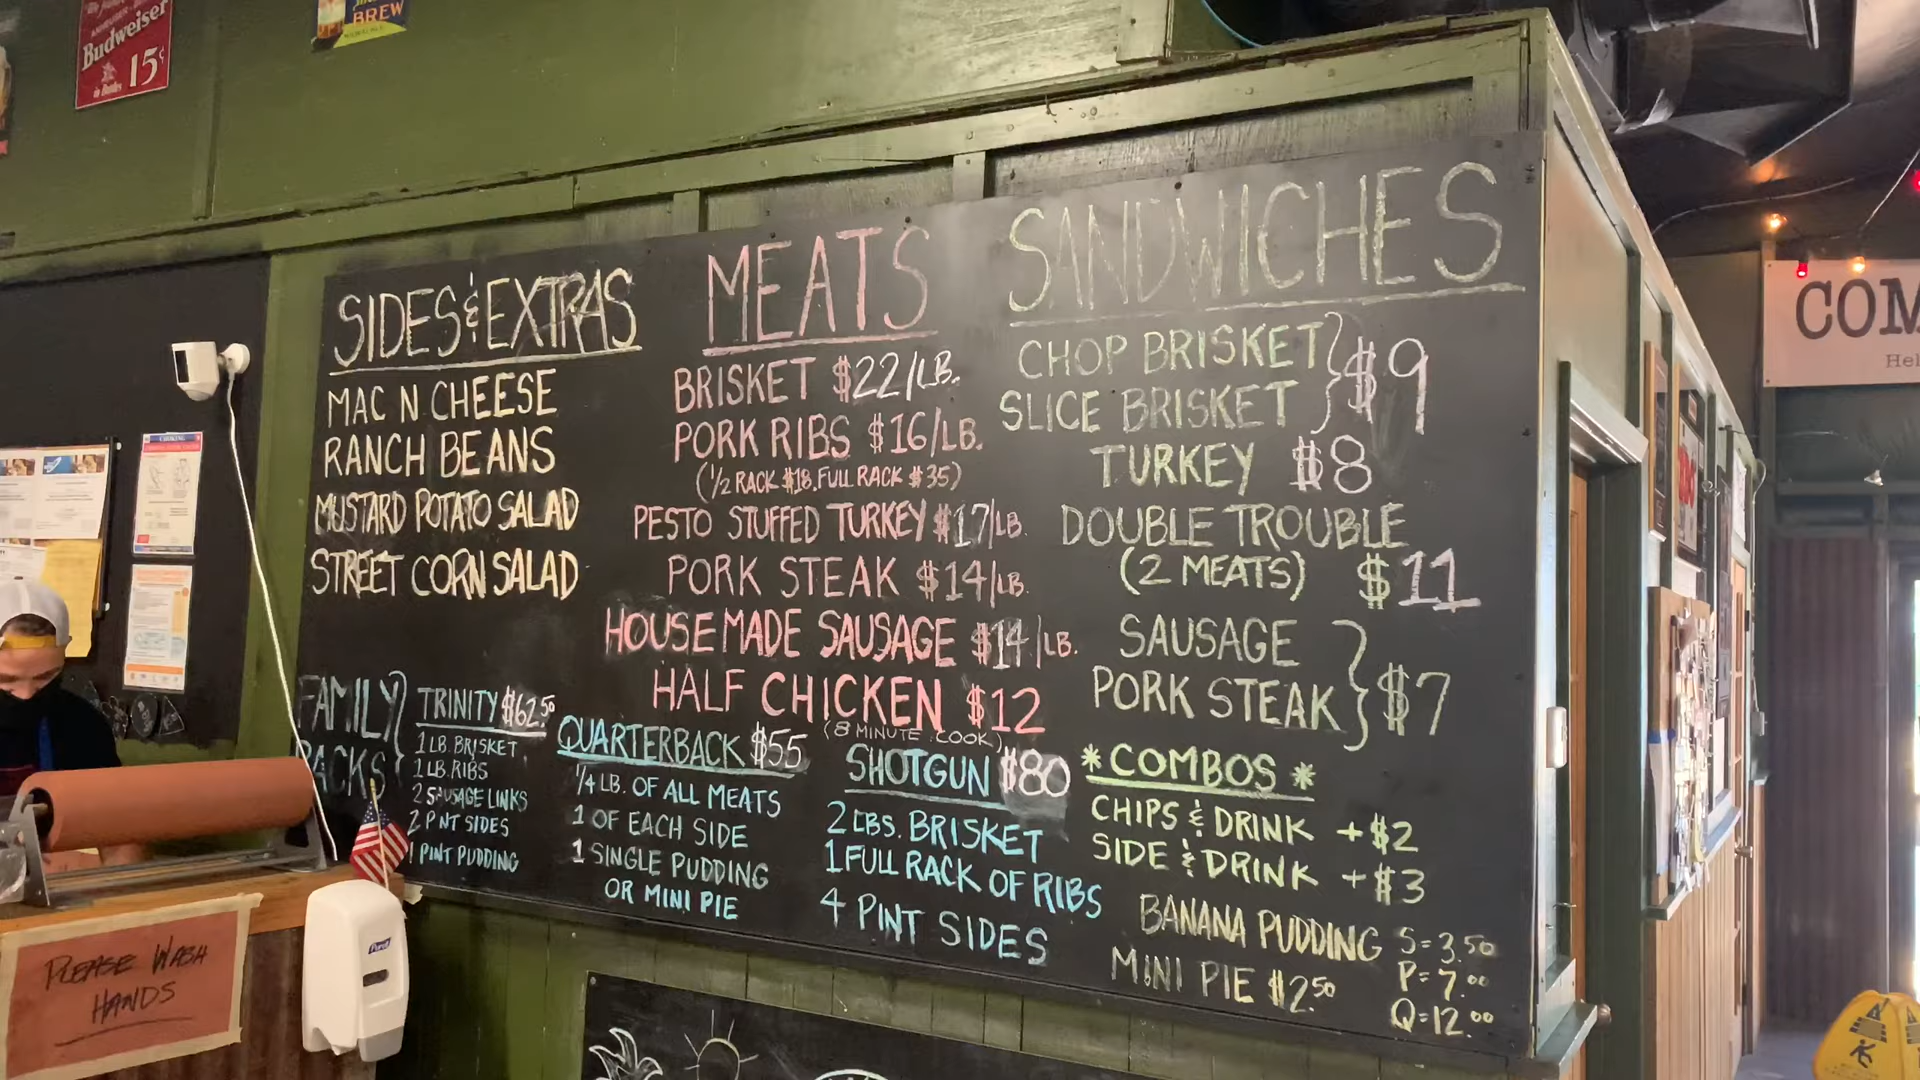 Budweiser
in Bottles 15¢
BREW
SIDES & EXTRAS
MAC N CHEESE
RANCH BEANS
MUSTARD POTATO SALAD
STREET CORN SALAD
MEATS
BRISKET $22/LB.
PORK RIBS $16/LB.
(1/2 RACK $18, FULL RACK $35)
PESTO STUFFED TURKEY $17/LB.
PORK STEAK $14/LB.
HOUSEMADE SAUSAGE $14/LB.
HALF CHICKEN $12
(8 MINUTE COOK)
SANDWICHES
CHOP BRISKET
SLICE BRISKET } $9
TURKEY $8
DOUBLE TROUBLE
(2 MEATS) $11
SAUSAGE
PORK STEAK } $7
*COMBOS*
CHIPS & DRINK +$2
SIDE & DRINK +$3
BANANA PUDDING S=3.50
P=7.00
Q=12.00
MINI PIE $2.50
FAMILY
PACKS
TRINITY $62.50
1 LB. BRISKET
1 LB. RIBS
2 SAUSAGE LINKS
2 PINT SIDES
1 PINT PUDDING
QUARTERBACK $55
1/4 LB. OF ALL MEATS
1 OF EACH SIDE
1 SINGLE PUDDING
OR MINI PIE
SHOTGUN $80
2 LBS. BRISKET
1 FULL RACK OF RIBS
4 PINT SIDES
PLEASE WASH
HANDS
Purell
COM
Hel